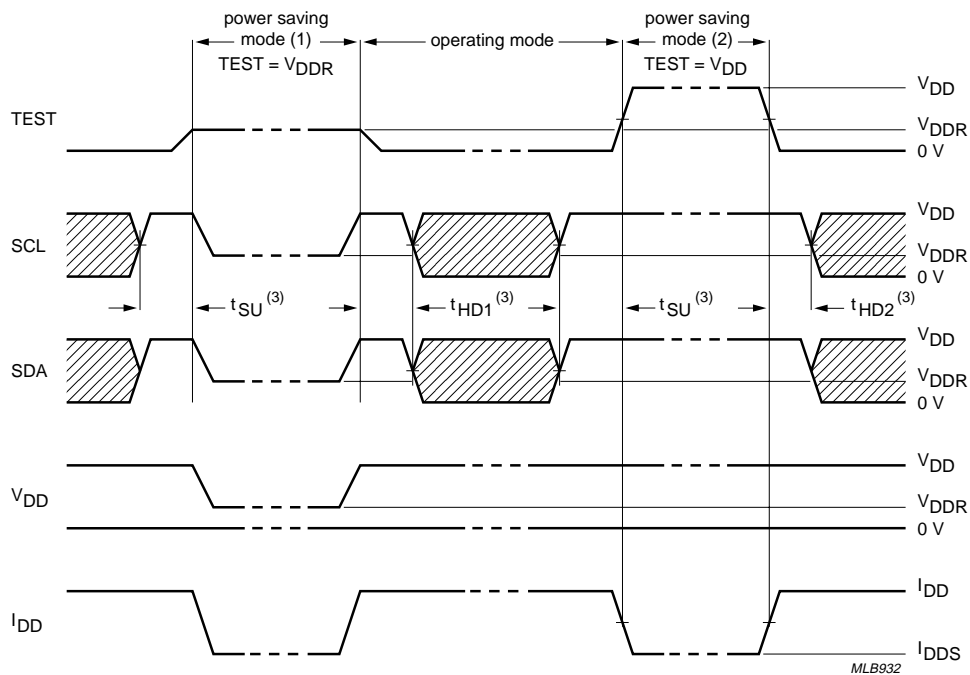 power saving
mode (1)
TEST = VDDR
operating mode
power saving
mode (2)
TEST = VDD
TEST
VDD
VDDR
0 V
SCL
VDD
VDDR
0 V
tSU(3)
tHD1(3)
tSU(3)
tHD2(3)
SDA
VDD
VDDR
0 V
VDD
VDD
VDDR
0 V
IDD
IDD
IDDS
MLB932